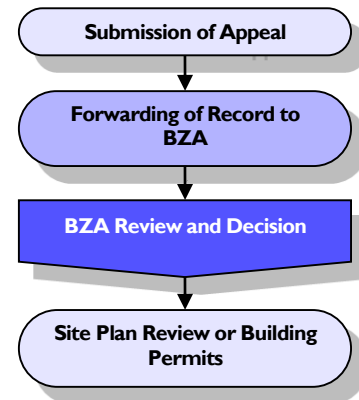 Submission of Appeal
Forwarding of Record to
BZA
BZA Review and Decision
Site Plan Review or Building
Permits